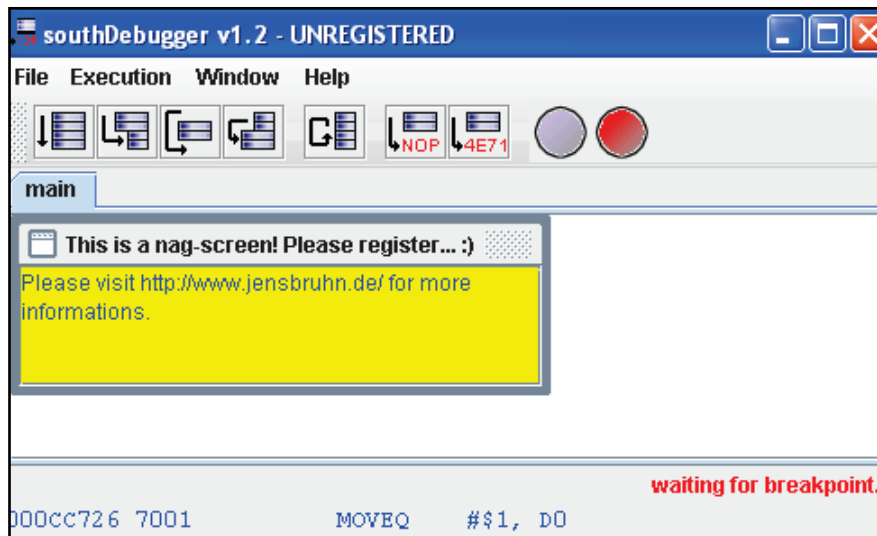 southDebugger v1.2 - UNREGISTERED
File Execution Window Help
NOP 4E71
main
This is a nag-screen! Please register... :)
Please visit http://www.jensbruhn.de/ for more
informations.
waiting for breakpoint.
000CC726 7001 MOVEQ #$1, D0